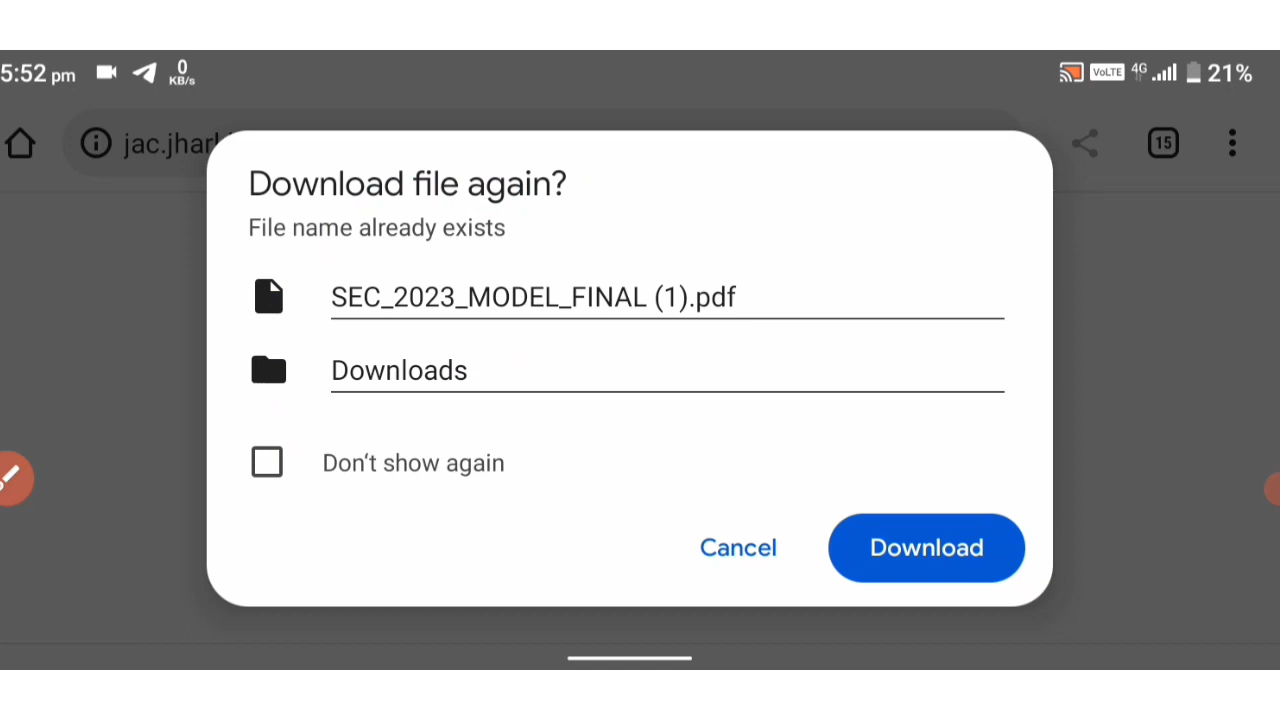 5:52 pm
0
KB/s
VoLTE
4G
21%
jac.jhar
15
Download file again?
File name already exists
SEC_2023_MODEL_FINAL (1).pdf
Downloads
Don't show again
Cancel
Download